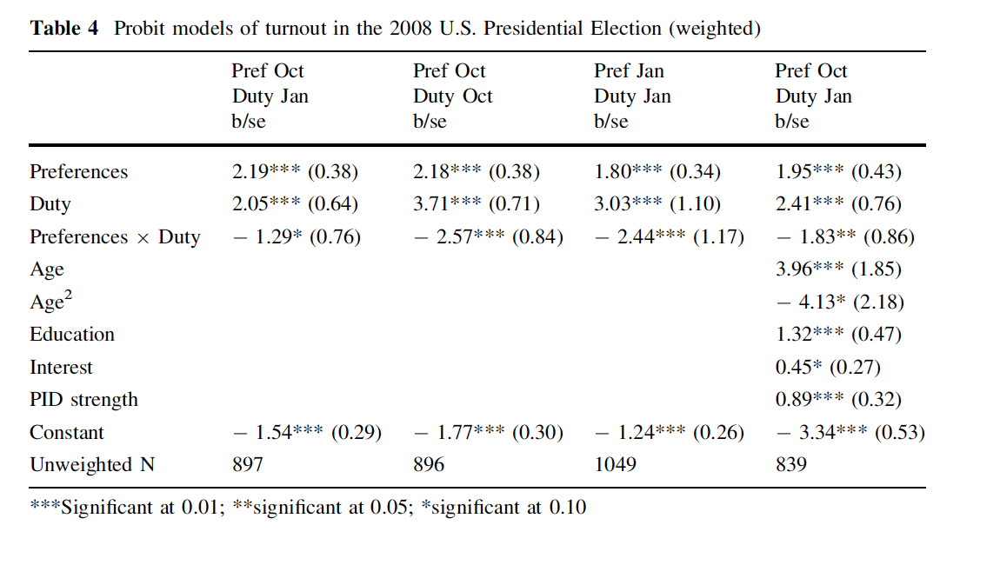 Table 4 Probit models of turnout in the 2008 U.S. Presidential Election (weighted)
Pref Oct Pref Oct Pref Jan Pref Oct
Duty Jan Duty Oct Duty Jan Duty Jan
b/se b/se b/se b/se
Preferences 2.19*** (0.38) 2.18*** (0.38) 1.80*** (0.34) 1.95*** (0.43)
Duty 2.05*** (0.64) 3.71*** (0.71) 3.03*** (1.10) 2.41*** (0.76)
Preferences × Duty − 1.29* (0.76) − 2.57*** (0.84) − 2.44*** (1.17) − 1.83** (0.86)
Age 3.96*** (1.85)
Age² − 4.13* (2.18)
Education 1.32*** (0.47)
Interest 0.45* (0.27)
PID strength 0.89*** (0.32)
Constant − 1.54*** (0.29) − 1.77*** (0.30) − 1.24*** (0.26) − 3.34*** (0.53)
Unweighted N 897 896 1049 839
***Significant at 0.01; **significant at 0.05; *significant at 0.10